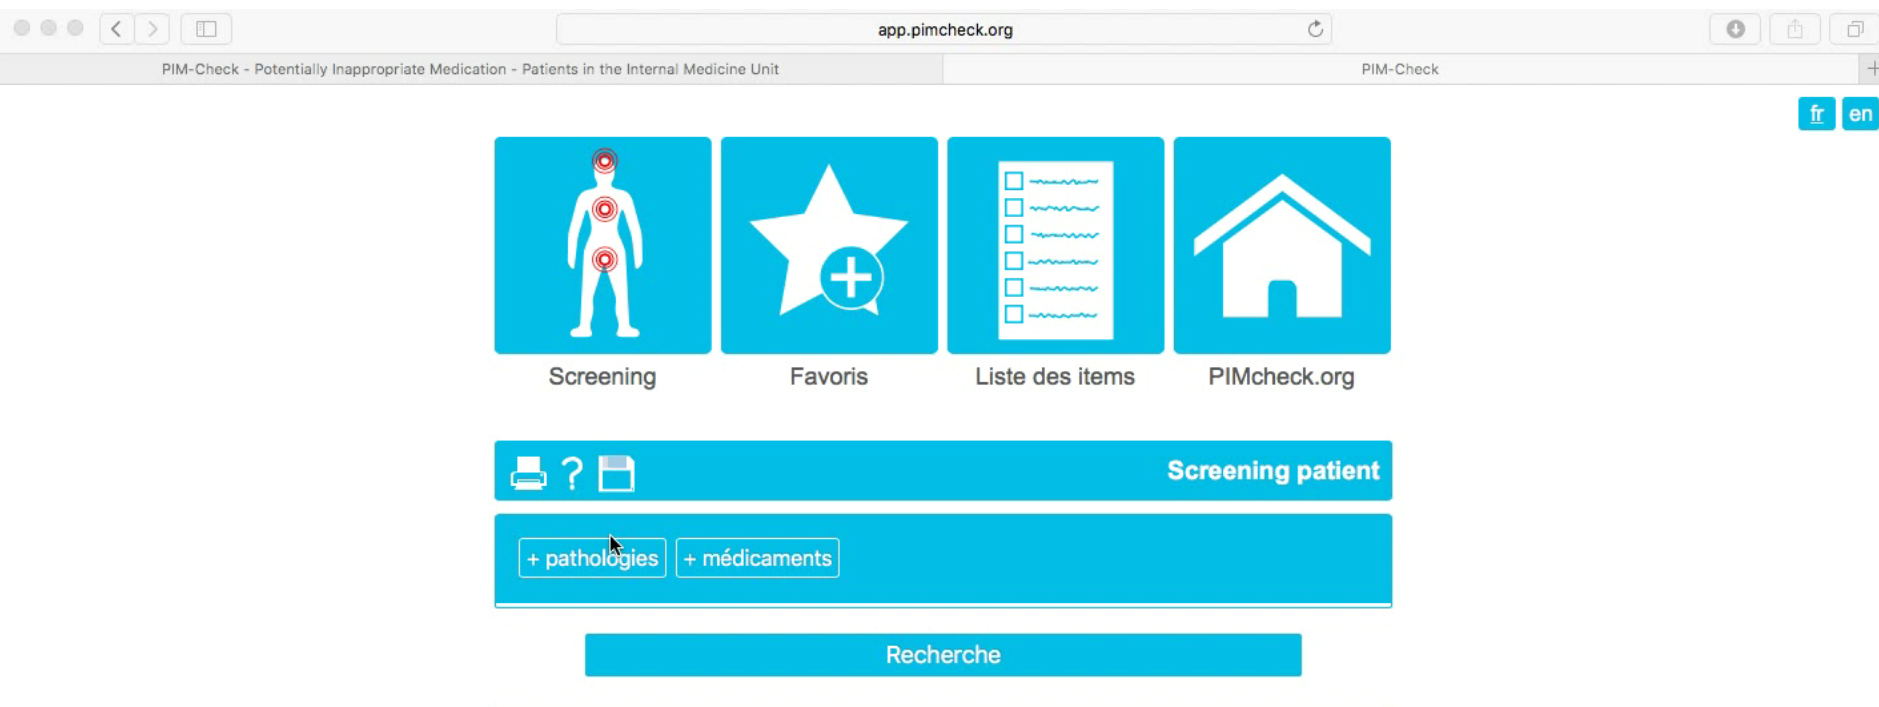 app.pimcheck.org
PIM-Check - Potentially Inappropriate Medication - Patients in the Internal Medicine Unit
PIM-Check
fr en
Screening
Favoris
Liste des items
PIMcheck.org
Screening patient
+ pathologies
+ médicaments
Recherche